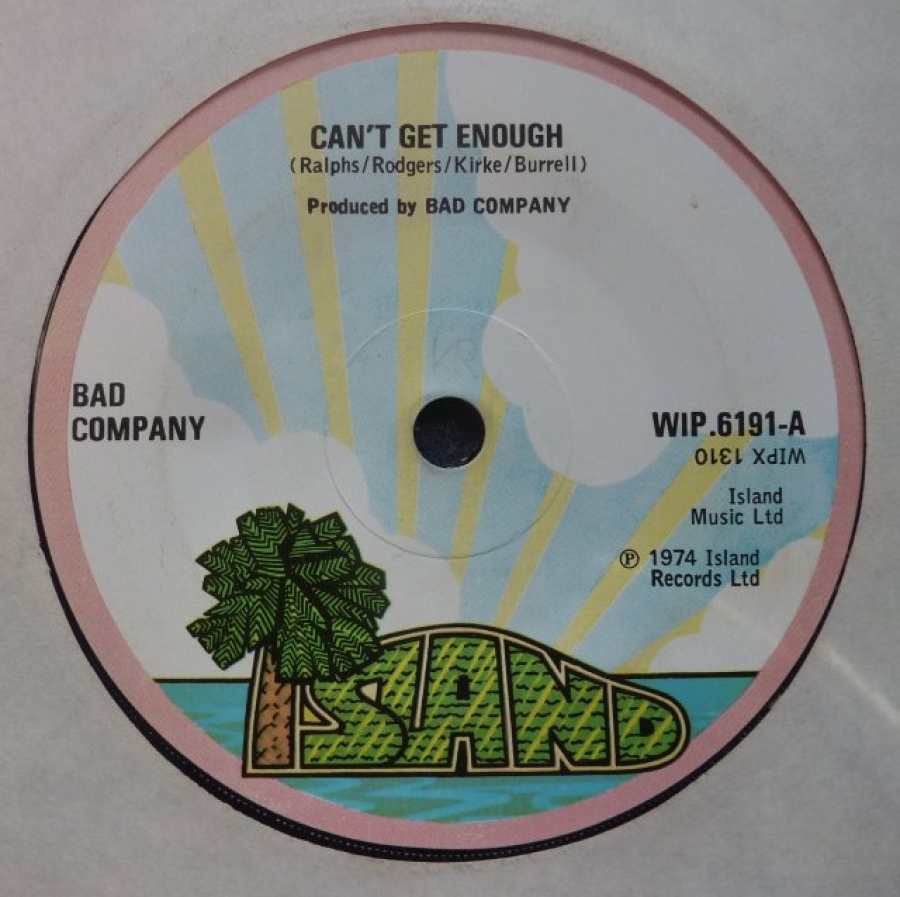 CAN'T GET ENOUGH
(Ralphs/Rodgers/Kirke/Burrell)
Produced by BAD COMPANY
KR
BAD
COMPANY
WIP.6191-A
WIPX 1310
Island
Music Ltd
℗ 1974 Island
Records Ltd
ISLAND